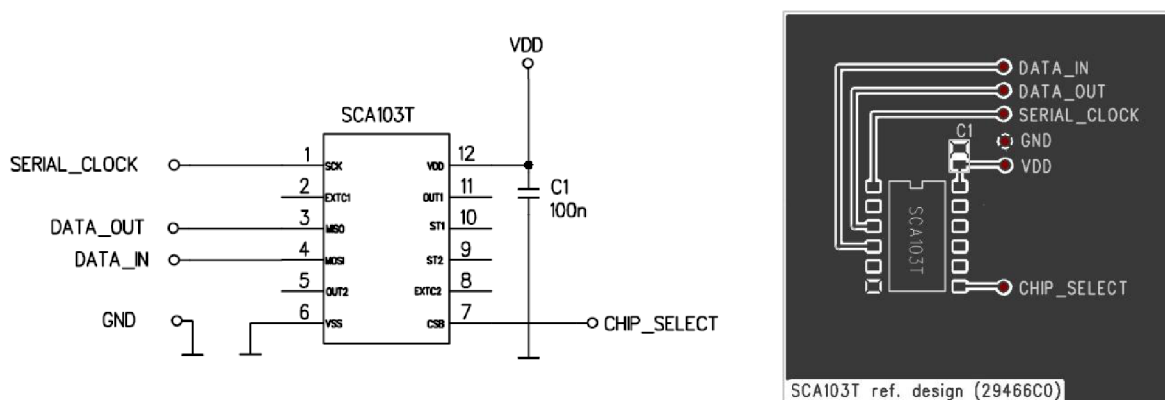 VDD
SCA103T
SERIAL_CLOCK
1
SCK
VDD
12
2
EXTC1
OUT1
11
C1
100n
DATA_OUT
3
MISO
ST1
10
DATA_IN
4
MOSI
ST2
9
5
OUT2
EXTC2
8
GND
6
VSS
CSB
7
CHIP_SELECT
DATA_IN
DATA_OUT
SERIAL_CLOCK
C1
GND
VDD
SCA103T
CHIP_SELECT
SCA103T ref. design (29466C0)